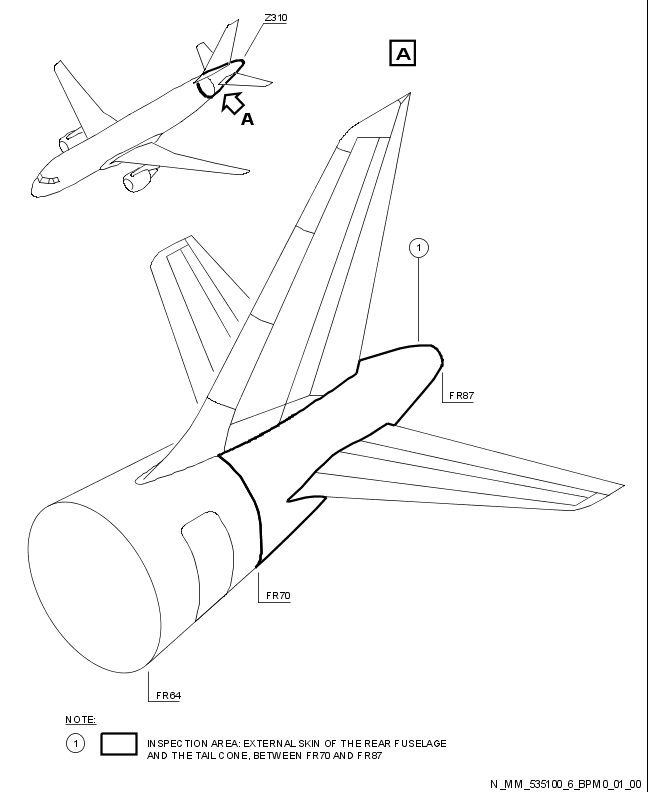 Z310
A
A
1
FR87
FR70
FR64
NOTE:
1
INSPECTION AREA: EXTERNAL SKIN OF THE REAR FUSELAGE
AND THE TAIL CONE, BETWEEN FR70 AND FR87
N_MM_535100_6_BPM0_01_00